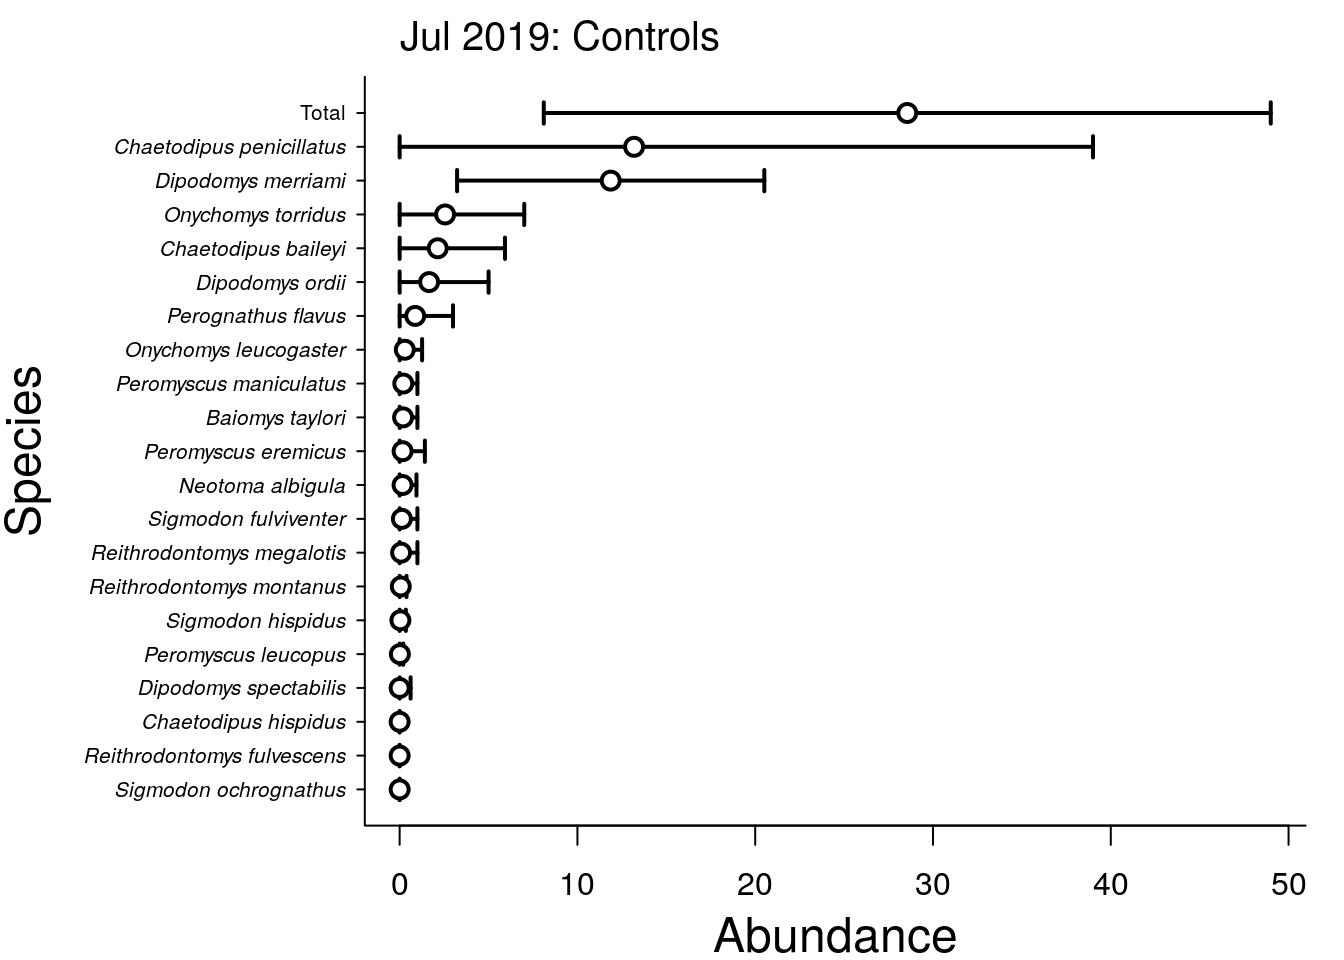 Jul 2019: Controls
Total
Chaetodipus penicillatus
Dipodomys merriami
Onychomys torridus
Chaetodipus baileyi
Dipodomys ordii
Perognathus flavus
Onychomys leucogaster
Peromyscus maniculatus
Baiomys taylori
Peromyscus eremicus
Neotoma albigula
Sigmodon fulviventer
Reithrodontomys megalotis
Reithrodontomys montanus
Sigmodon hispidus
Peromyscus leucopus
Dipodomys spectabilis
Chaetodipus hispidus
Reithrodontomys fulvescens
Sigmodon ochrognathus
Species
0 10 20 30 40 50
Abundance